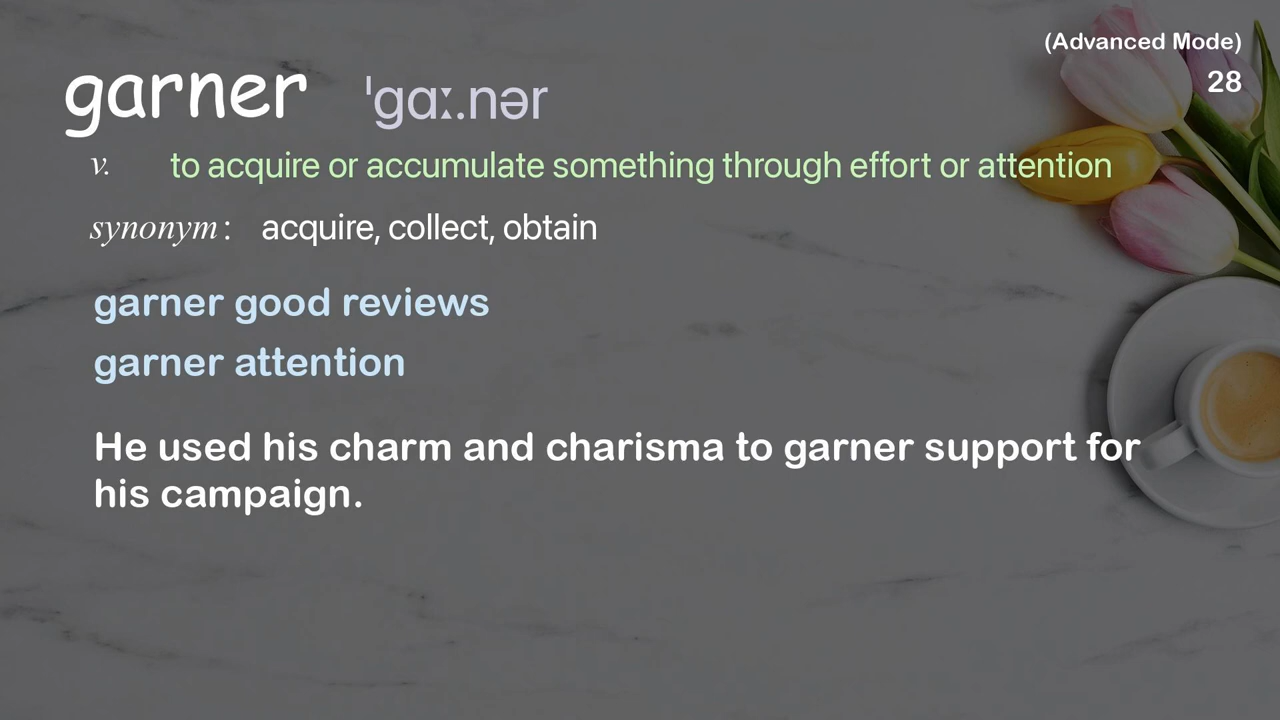 (Advanced Mode)
28
garner ˈɡɑː.nər
v. to acquire or accumulate something through effort or attention
synonym: acquire, collect, obtain
garner good reviews
garner attention
He used his charm and charisma to garner support for
his campaign.